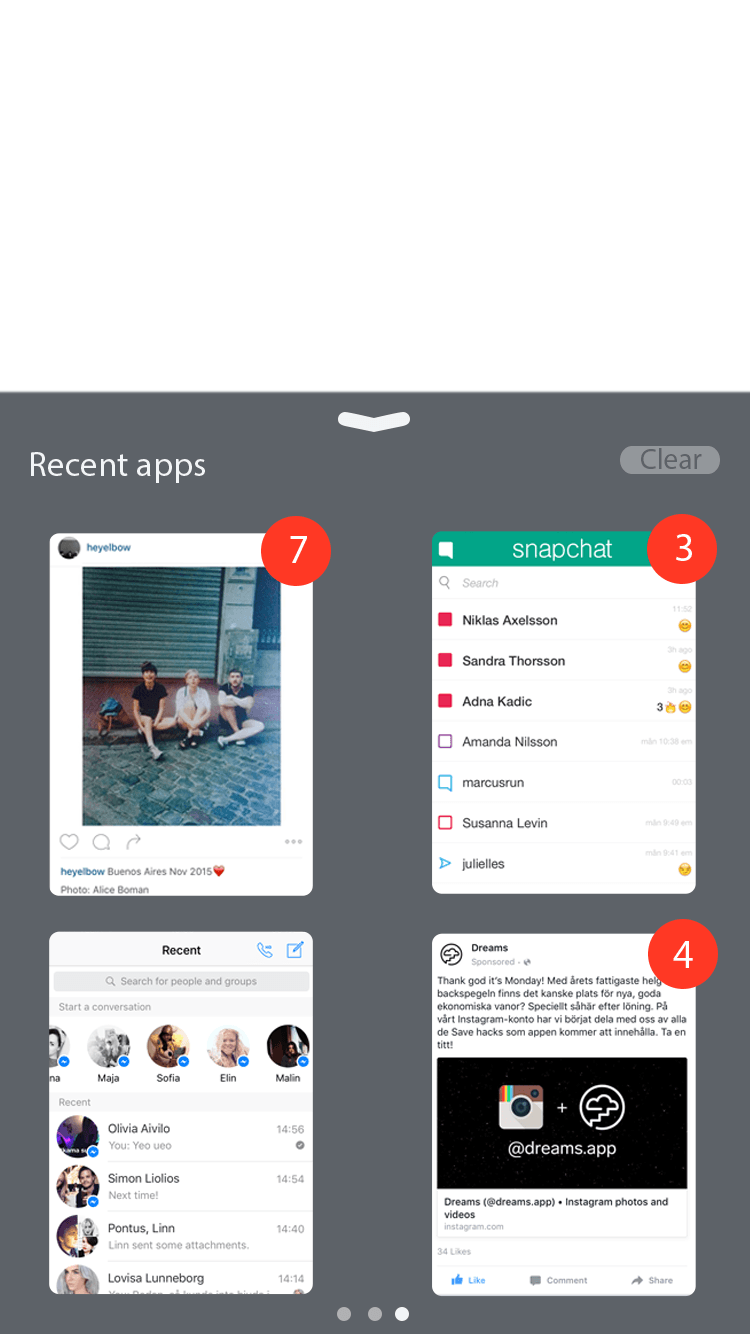 Recent apps
Clear
heyelbow
7
heyelbow Buenos Aires Nov 2015❤️
Photo: Alice Boman
snapchat
3
Search
11:52
Niklas Axelsson
3h ago
Sandra Thorsson
3h ago
Adna Kadic
3
Amanda Nilsson
mån 10:38 em
marcusrun
00:03
Susanna Levin
mån 9:49 em
mån 9:41 em
julielles
Recent
Search for people and groups
Start a conversation
na Maja Sofia Elin Malin
Recent
Olivia Aivilo 14:56
You: Yeo ueo
Simon Liolios 14:54
Next time!
Pontus, Linn 14:40
Linn sent some attachments.
Lovisa Lunneborg 14:14
Dreams
Sponsored ·
4
Thank god it's Monday! Med årets fattigaste helg
backspegeln finns det kanske plats för nya, goda
ekonomiska vanor? Speciellt såhär efter löning. På
vårt Instagram-konto har vi börjat dela med oss av alla
de Save hacks som appen kommer att innehålla. Ta en
titt!
+
@dreams.app
Dreams (@dreams.app) • Instagram photos and
videos
instagram.com
34 Likes
Like Comment Share